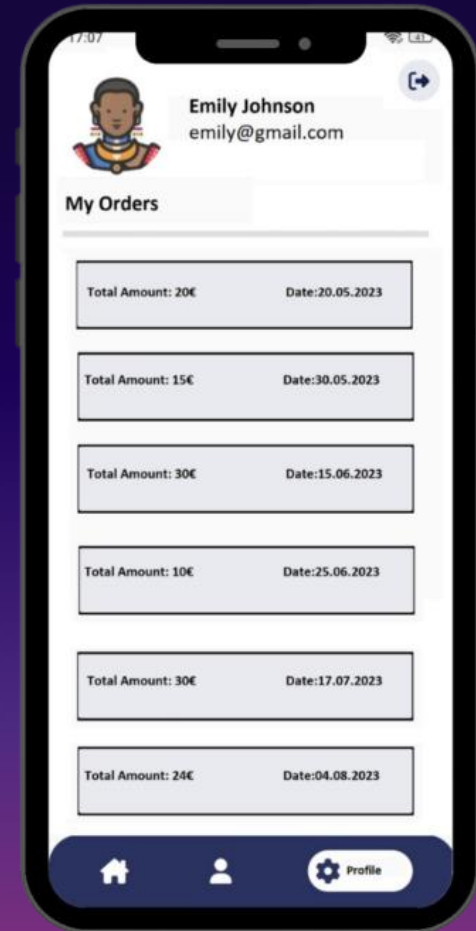 17:07
41
Emily Johnson
emily@gmail.com
My Orders
Total Amount: 20€ Date:20.05.2023
Total Amount: 15€ Date:30.05.2023
Total Amount: 30€ Date:15.06.2023
Total Amount: 10€ Date:25.06.2023
Total Amount: 30€ Date:17.07.2023
Total Amount: 24€ Date:04.08.2023
Profile